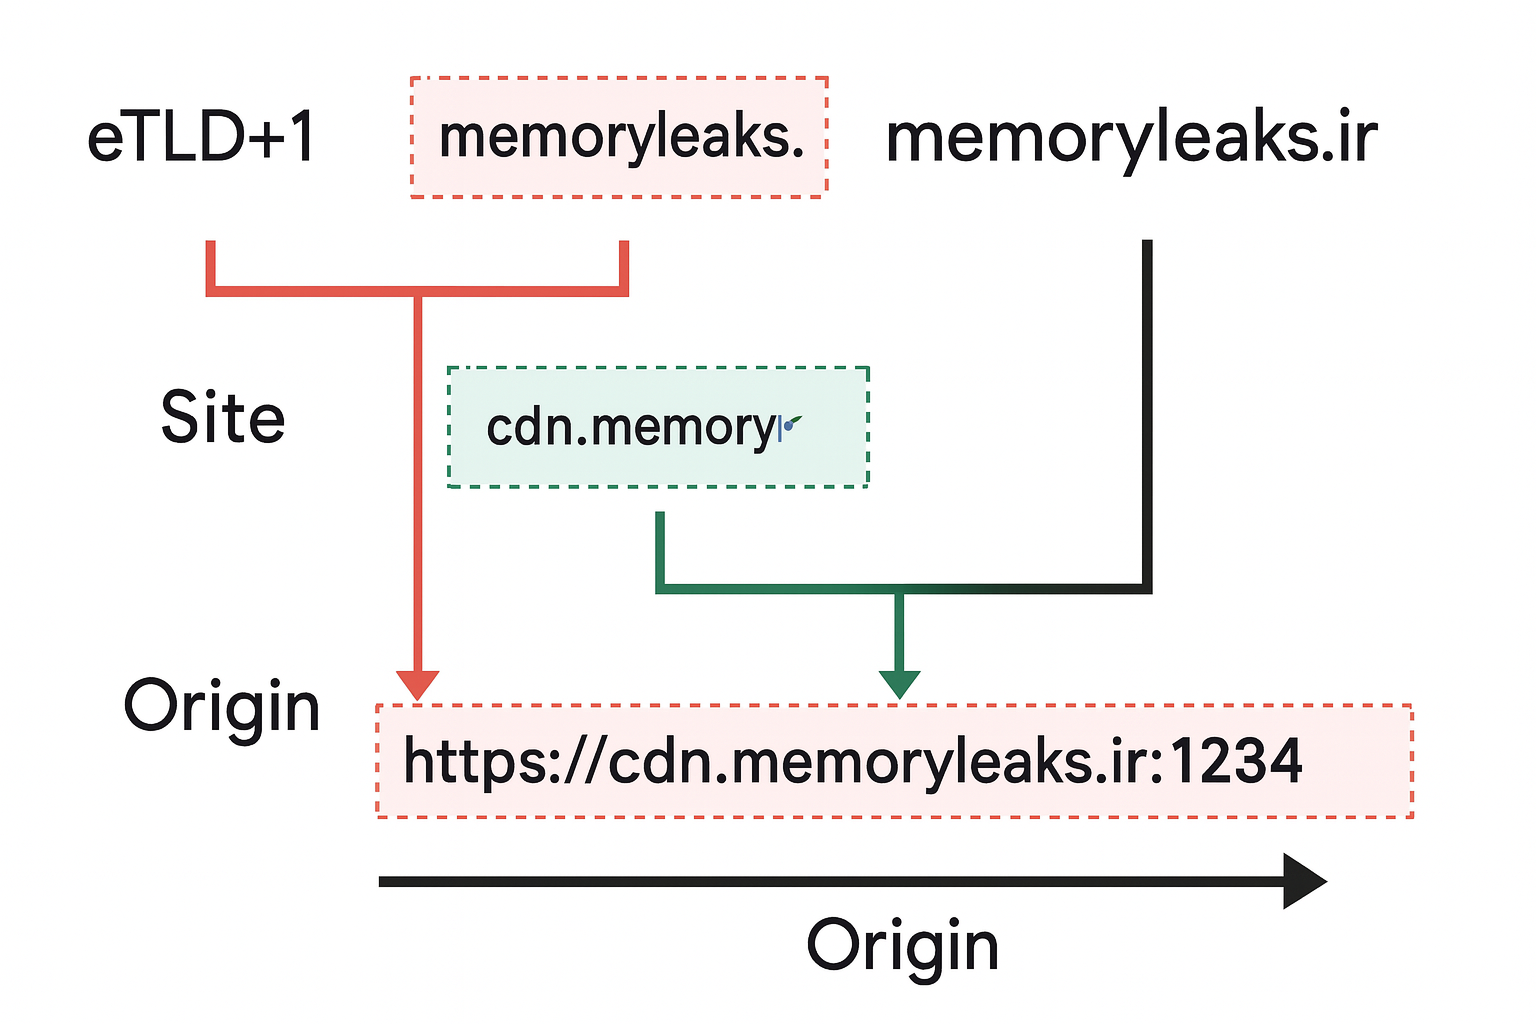 eTLD+1 memoryleaks. memoryleaks.ir
Site cdn.memory
Origin
https://cdn.memoryleaks.ir:1234
Origin